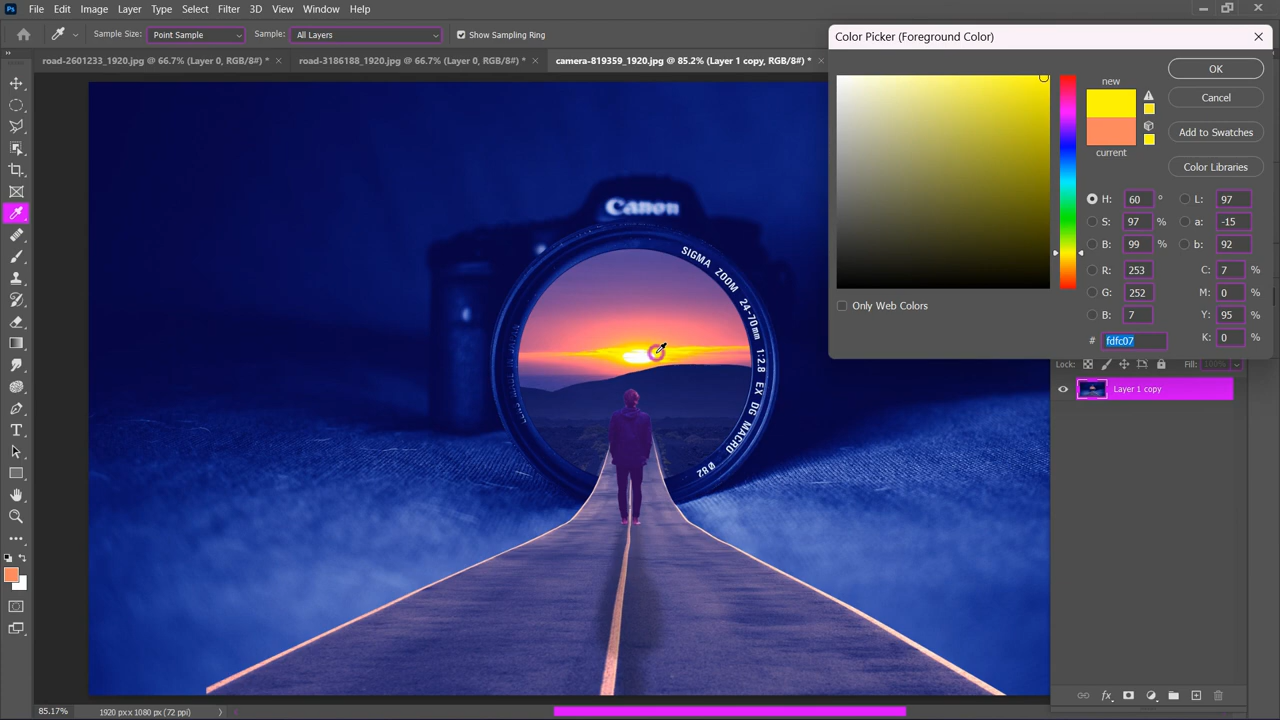 Ps File Edit Image Layer Type Select Filter 3D View Window Help
Sample Size: Point Sample Sample: All Layers Show Sampling Ring
road-2601233_1920.jpg @ 66.7% (Layer 0, RGB/8#) * road-3186188_1920.jpg @ 66.7% (Layer 0, RGB/8#) * camera-819359_1920.jpg @ 85.2% (Layer 1 copy, RGB/8#) *
Color Picker (Foreground Color)
new
current
OK
Cancel
Add to Swatches
Color Libraries
H: 60 ° L: 97
S: 97 % a: -15
B: 99 % b: 92
R: 253 C: 7 %
G: 252 M: 0 %
B: 7 Y: 95 %
# fdfc07 K: 0 %
Only Web Colors
Canon
SIGMA ZOOM 24-70mm 1:2.8 EX DG MACRO Ø82
Lock: Fill: 100%
Layer 1 copy
85.17% 1920 px x 1080 px (72 ppi)